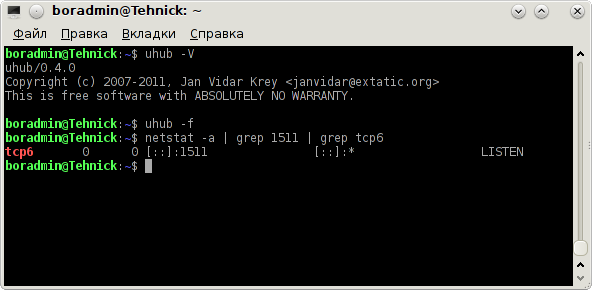 boradmin@Tehnick: ~
Файл Правка Вкладки Справка
boradmin@Tehnick:~$ uhub -V
uhub/0.4.0
Copyright (c) 2007-2011, Jan Vidar Krey <janvidar@extatic.org>
This is free software with ABSOLUTELY NO WARRANTY.
boradmin@Tehnick:~$ uhub -f
boradmin@Tehnick:~$ netstat -a | grep 1511 | grep tcp6
tcp6 0 0 [::]:1511 [::]:* LISTEN
boradmin@Tehnick:~$